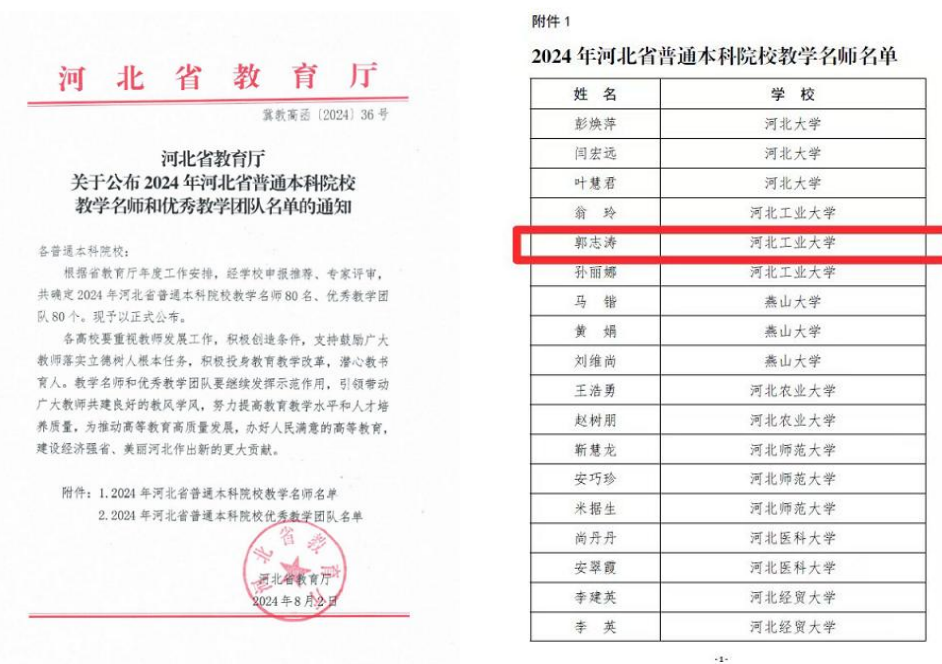 河北省教育厅
冀教高函〔2024〕36号
河北省教育厅
关于公布2024年河北省普通本科院校
教学名师和优秀教学团队名单的通知
各普通本科院校:
根据省教育厅年度工作安排，经学校申报推荐、专家评审，
共确定2024年河北省普通本科院校教学名师80名、优秀教学团
队80个。现予以正式公布。
各高校要重视教师发展工作，积极创造条件，支持鼓励广大
教师落实立德树人根本任务，积极投身教育教学改革，潜心教书
育人。教学名师和优秀教学团队要继续发挥示范作用，引领带动
广大教师共建良好的教风学风，努力提高教育教学水平和人才培
养质量，为推动高等教育高质量发展，办好人民满意的高等教育，
建设经济强省、美丽河北作出新的更大贡献。
附件：1.2024年河北省普通本科院校教学名师名单
2.2024年河北省普通本科院校优秀教学团队名单
河北省教育厅
河北省教育厅
2024年8月2日
附件1
2024年河北省普通本科院校教学名师名单
姓 名 学 校
彭焕萍 河北大学
闫宏远 河北大学
叶慧君 河北大学
翁 玲 河北工业大学
郭志涛 河北工业大学
孙丽娜 河北工业大学
马 锴 燕山大学
黄 娟 燕山大学
刘维尚 燕山大学
王浩勇 河北农业大学
赵树朋 河北农业大学
靳慧龙 河北师范大学
安巧珍 河北师范大学
米据生 河北师范大学
尚丹丹 河北医科大学
安翠霞 河北医科大学
李建英 河北经贸大学
李 英 河北经贸大学
-1-